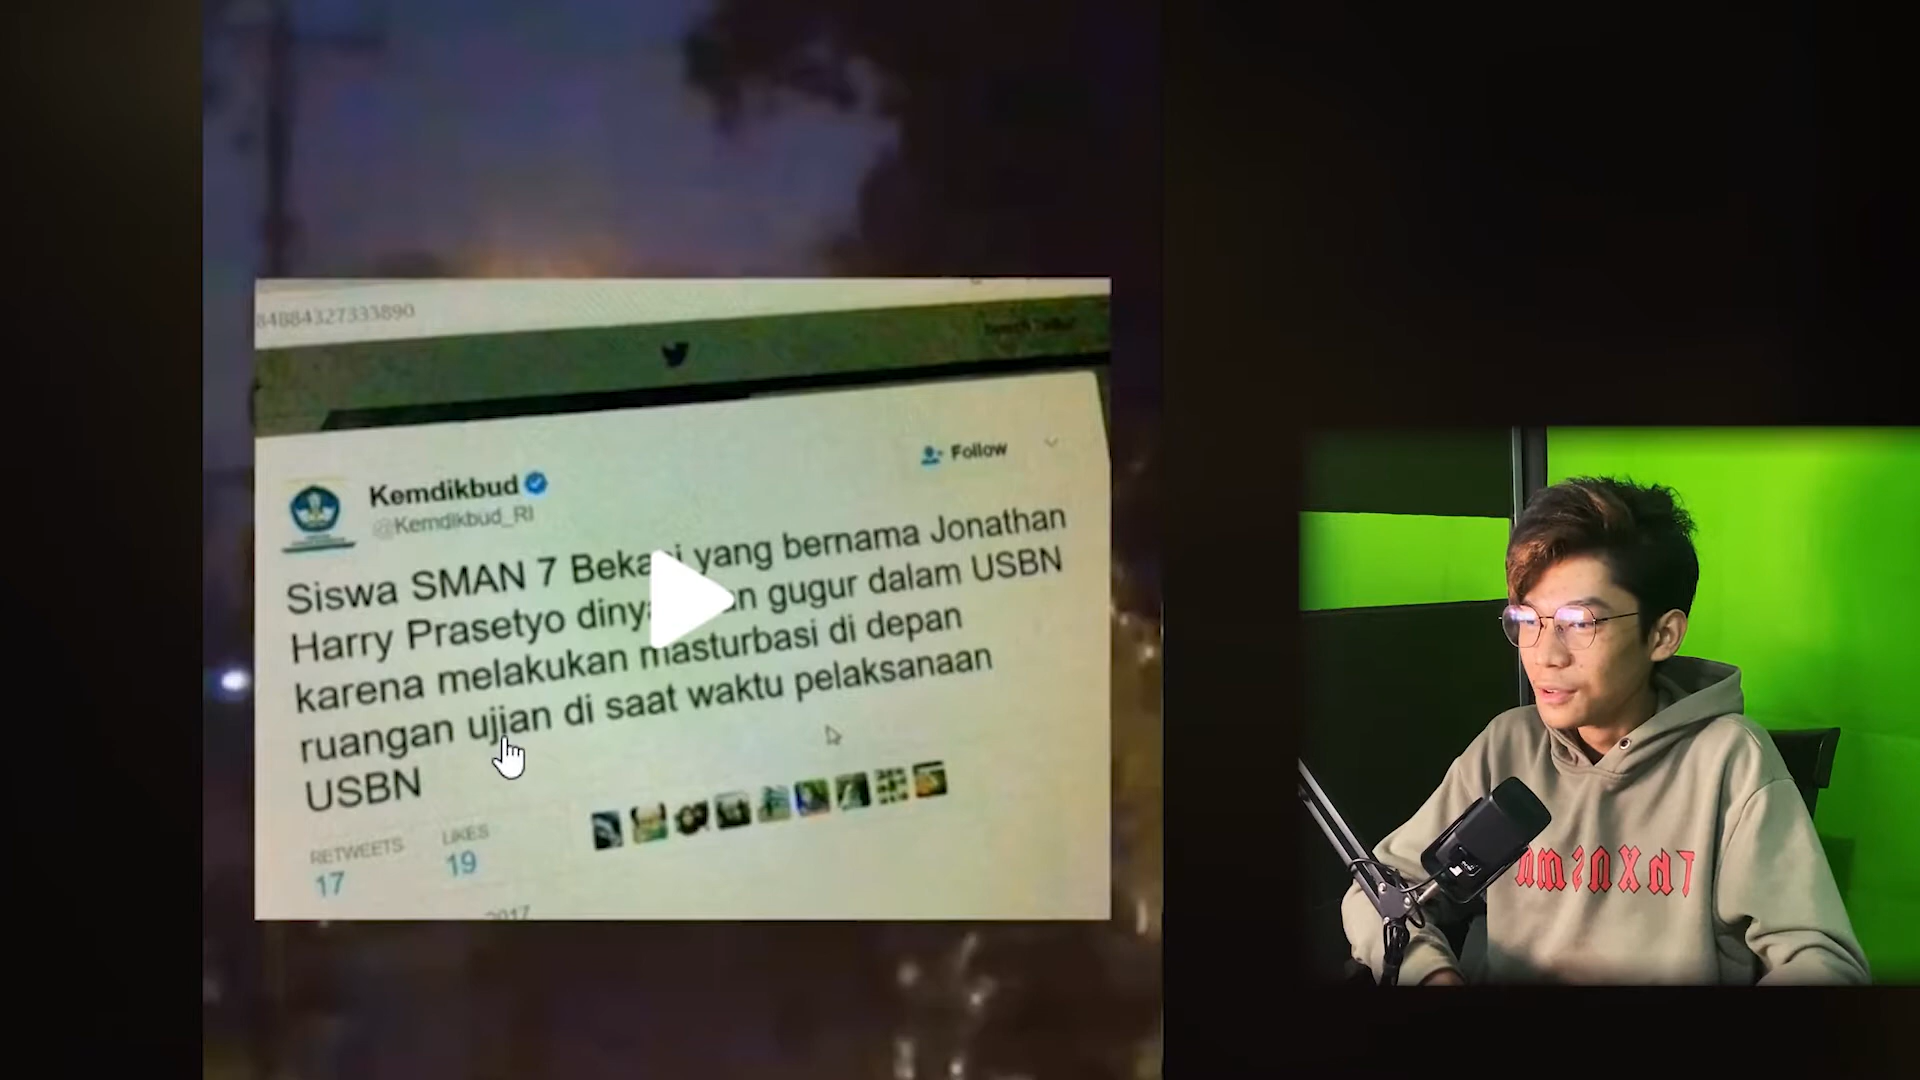 84884327333890
Kemdikbud
@Kemdikbud_RI
Follow
Siswa SMAN 7 yang bernama Jonathan
Harry Prasetyo gugur dalam USBN
karena melakukan masturbasi di depan
ruangan ujian di saat waktu pelaksanaan
USBN
RETWEETS
17
LIKES
19
2017